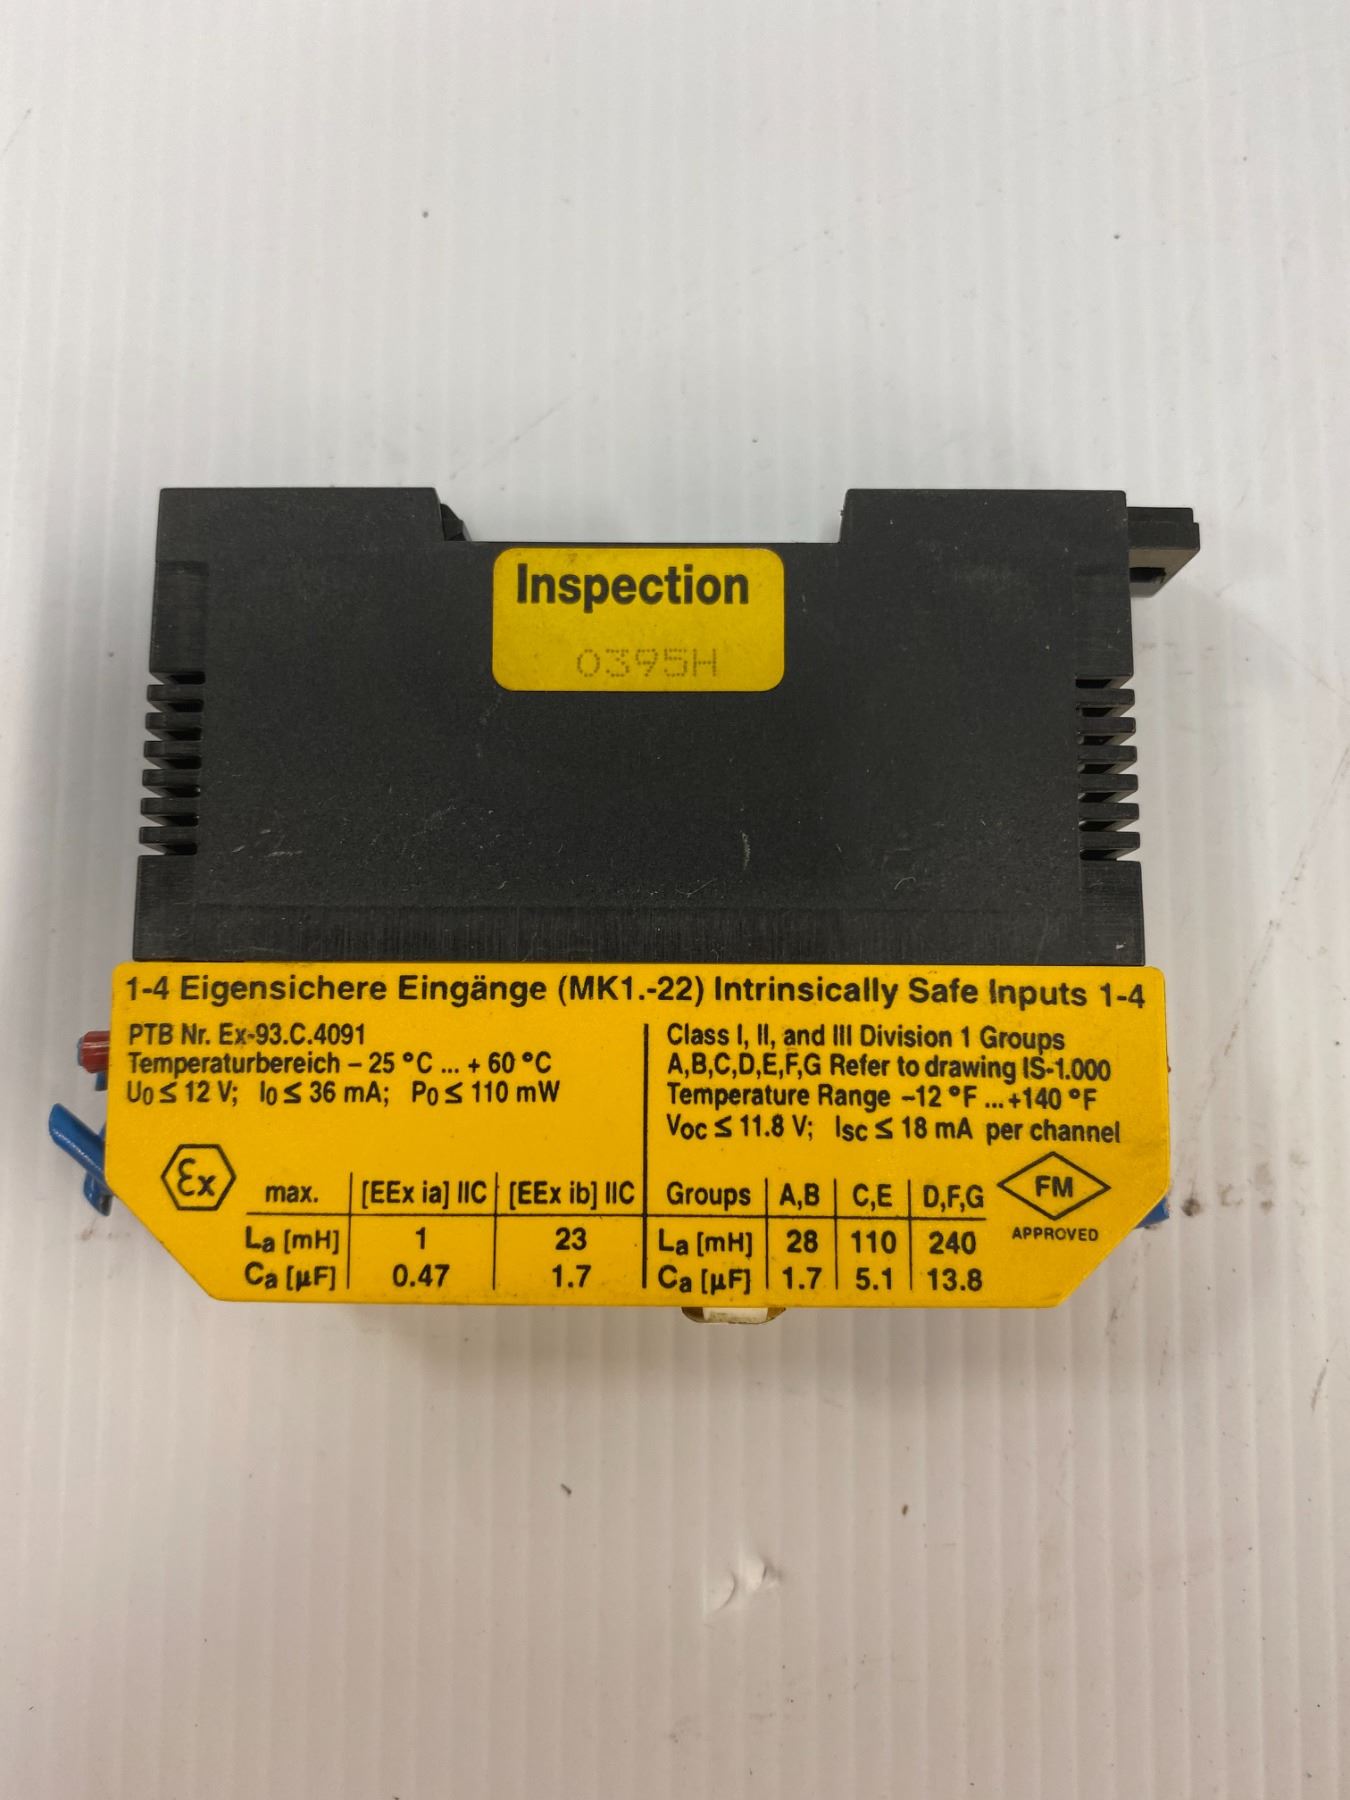 Inspection
0395H
1-4 Eigensichere Eingänge (MK1.-22) Intrinsically Safe Inputs 1-4
PTB Nr. Ex-93.C.4091
Temperaturbereich - 25 °C ... + 60 °C
U₀ ≤ 12 V; I₀ ≤ 36 mA; P₀ ≤ 110 mW
Ex
max. [EEx ia] IIC [EEx ib] IIC
La [mH] 1 23
Ca [µF] 0.47 1.7
Class I, II, and III Division 1 Groups
A,B,C,D,E,F,G Refer to drawing IS-1.000
Temperature Range -12 °F ...+140 °F
Voc ≤ 11.8 V; Isc ≤ 18 mA per channel
Groups A,B C,E D,F,G
La [mH] 28 110 240
Ca [µF] 1.7 5.1 13.8
FM
APPROVED